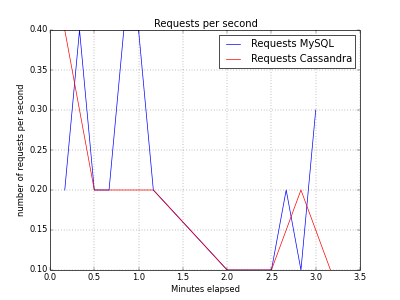 Requests per second
Requests MySQL
Requests Cassandra
number of requests per second
0.40
0.35
0.30
0.25
0.20
0.15
0.10
0.0 0.5 1.0 1.5 2.0 2.5 3.0 3.5
Minutes elapsed